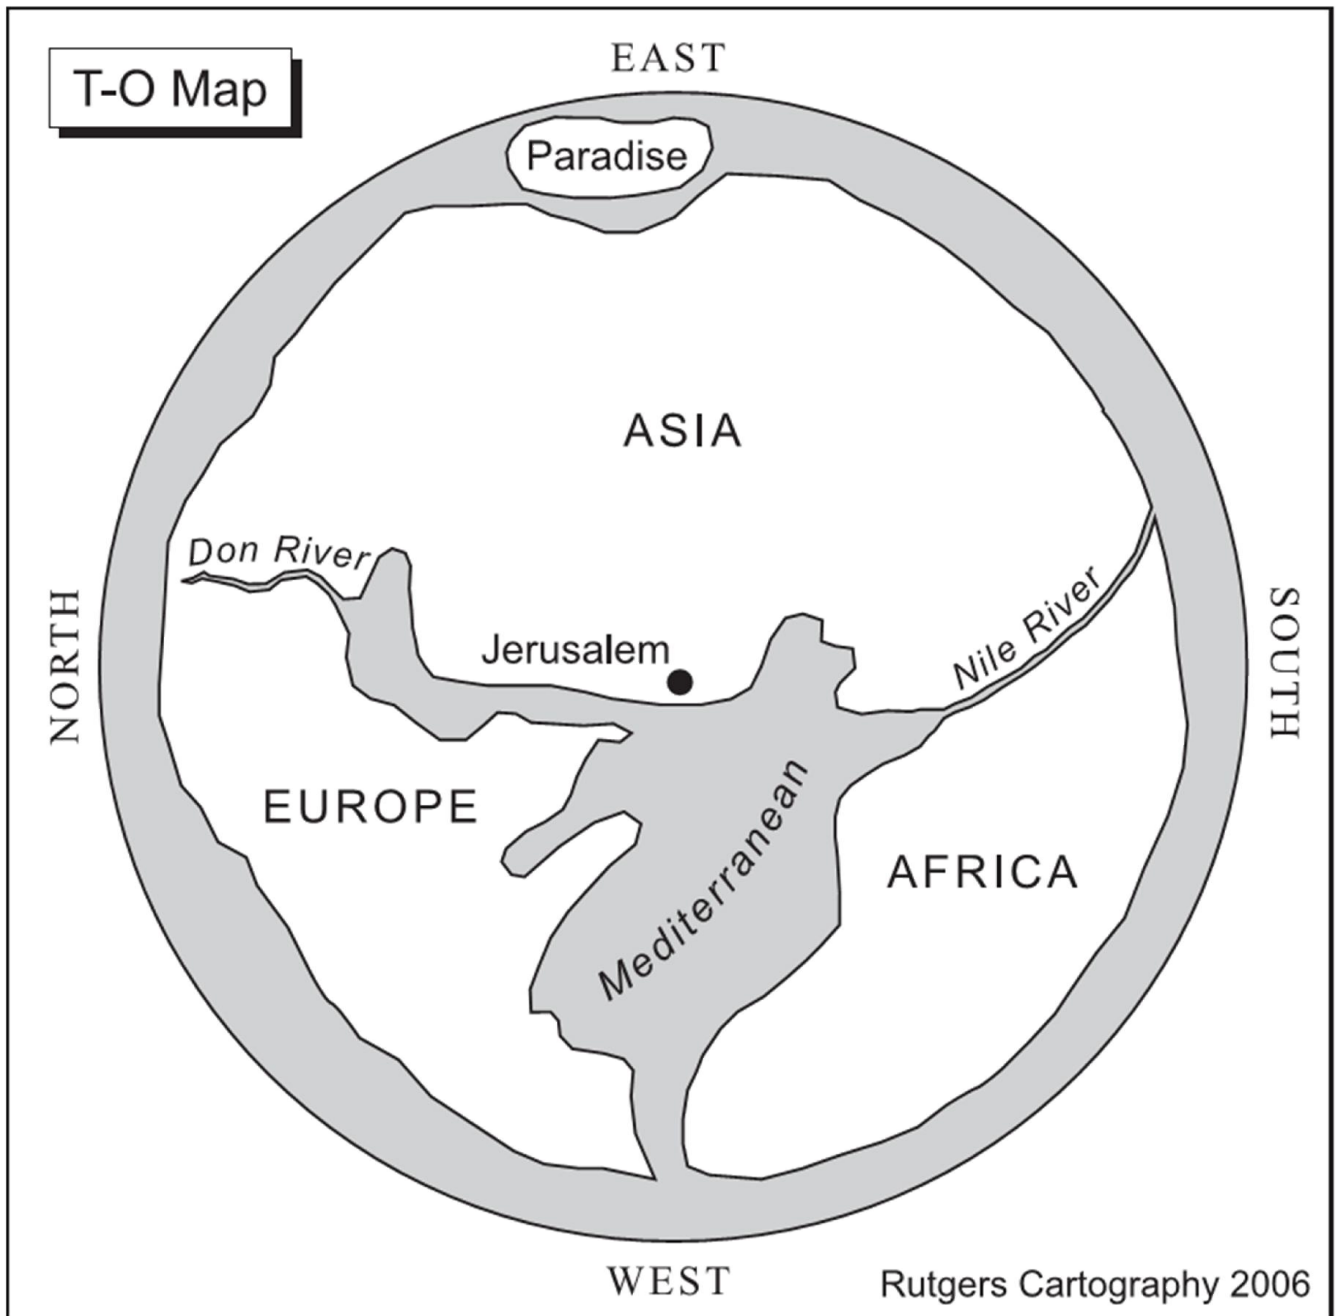 EAST
T-O Map
Paradise
ASIA
Don River
Nile River
Jerusalem
NORTH
SOUTH
EUROPE
Mediterranean
AFRICA
WEST
Rutgers Cartography 2006